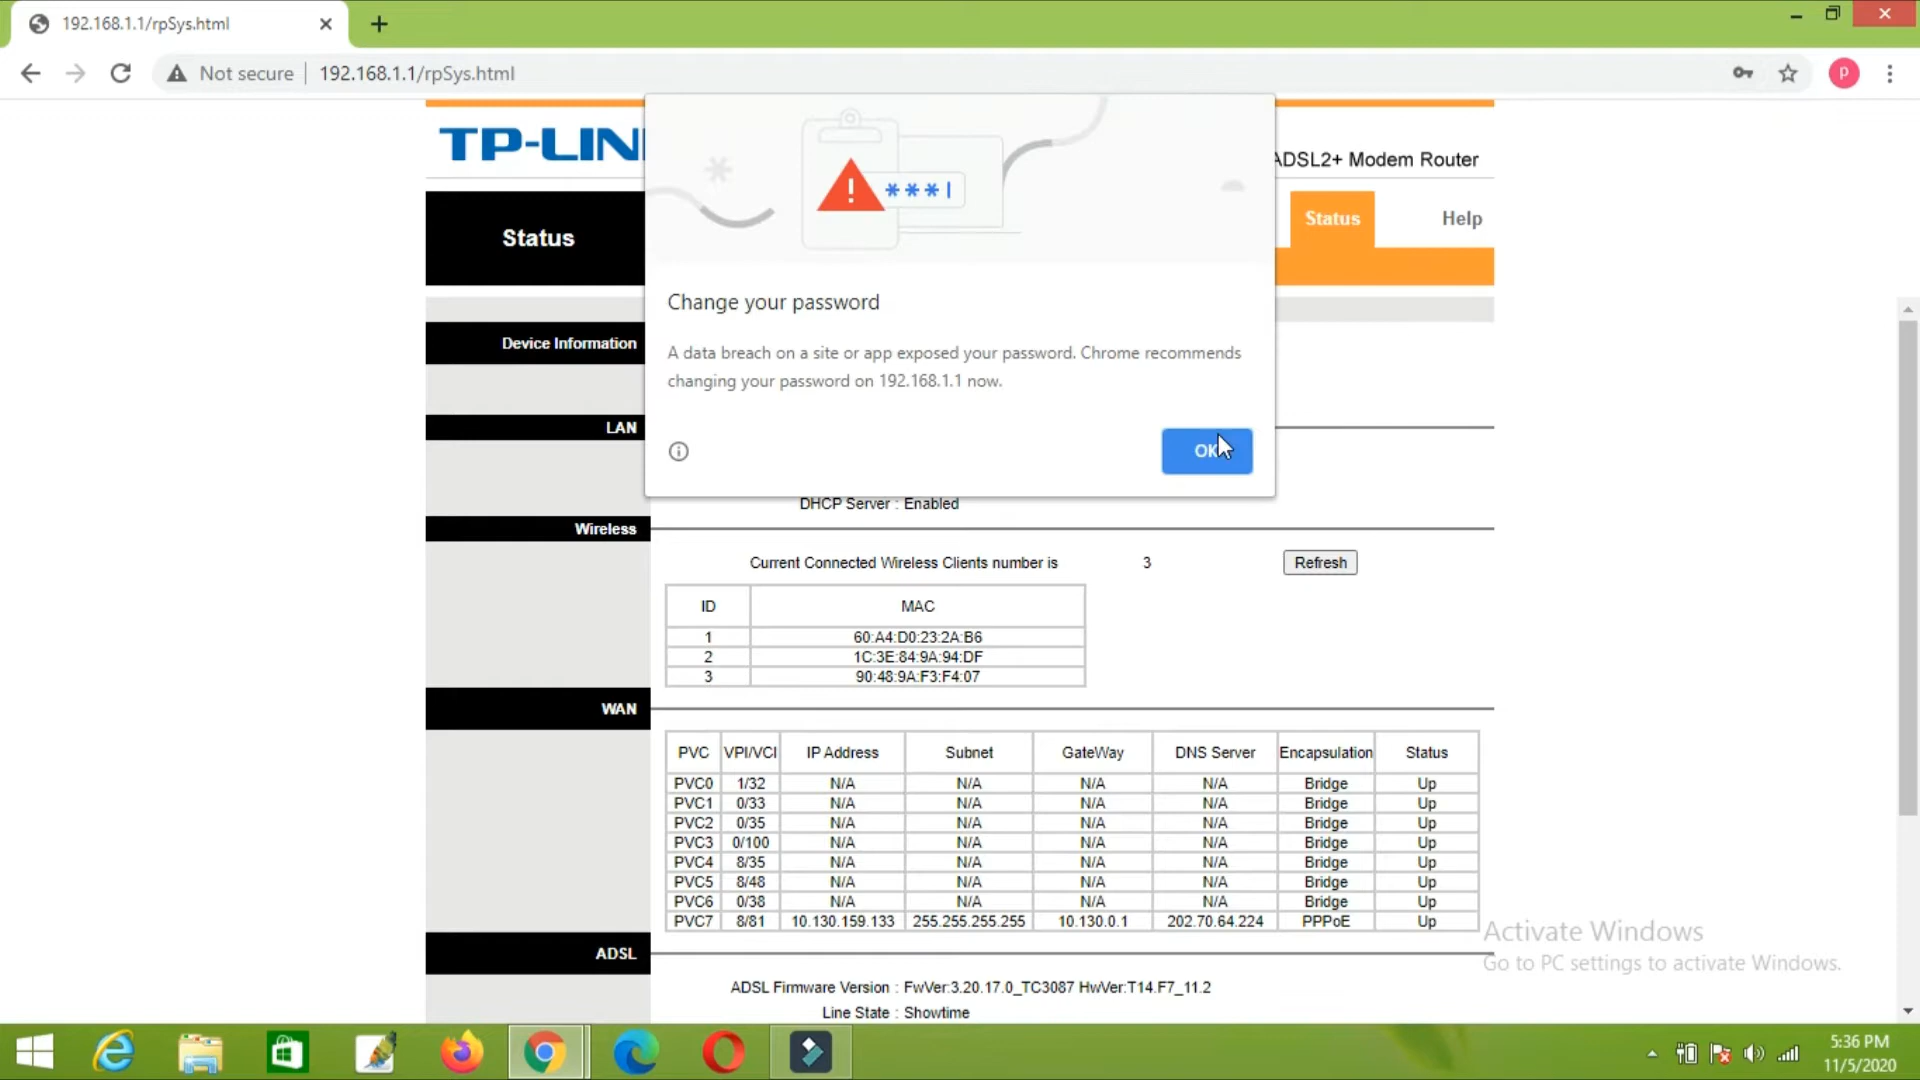 192.168.1.1/rpSys.html
Not secure
192.168.1.1/rpSys.html
P
TP-LIN
ADSL2+ Modem Router
Status
Status
Help
***
Change your password
A data breach on a site or app exposed your password. Chrome recommends
changing your password on 192.168.1.1 now.
OK
Device Information
LAN
DHCP Server : Enabled
Wireless
Current Connected Wireless Clients number is 3 Refresh
ID MAC
1 60:A4:D0:23:2A:B6
2 1C:3E:84:9A:94:DF
3 90:48:9A:F3:F4:07
WAN
PVC VPI/VCI IP Address Subnet GateWay DNS Server Encapsulation Status
PVC0 1/32 N/A N/A N/A N/A Bridge Up
PVC1 0/33 N/A N/A N/A N/A Bridge Up
PVC2 0/35 N/A N/A N/A N/A Bridge Up
PVC3 0/100 N/A N/A N/A N/A Bridge Up
PVC4 8/35 N/A N/A N/A N/A Bridge Up
PVC5 8/48 N/A N/A N/A N/A Bridge Up
PVC6 0/38 N/A N/A N/A N/A Bridge Up
PVC7 8/81 10.130.159.133 255.255.255.255 10.130.0.1 202.70.64.224 PPPoE Up
ADSL
ADSL Firmware Version : FwVer:3.20.17.0_TC3087 HwVer:T14.F7_11.2
Line State : Showtime
Activate Windows
Go to PC settings to activate Windows.
5:36 PM
11/5/2020